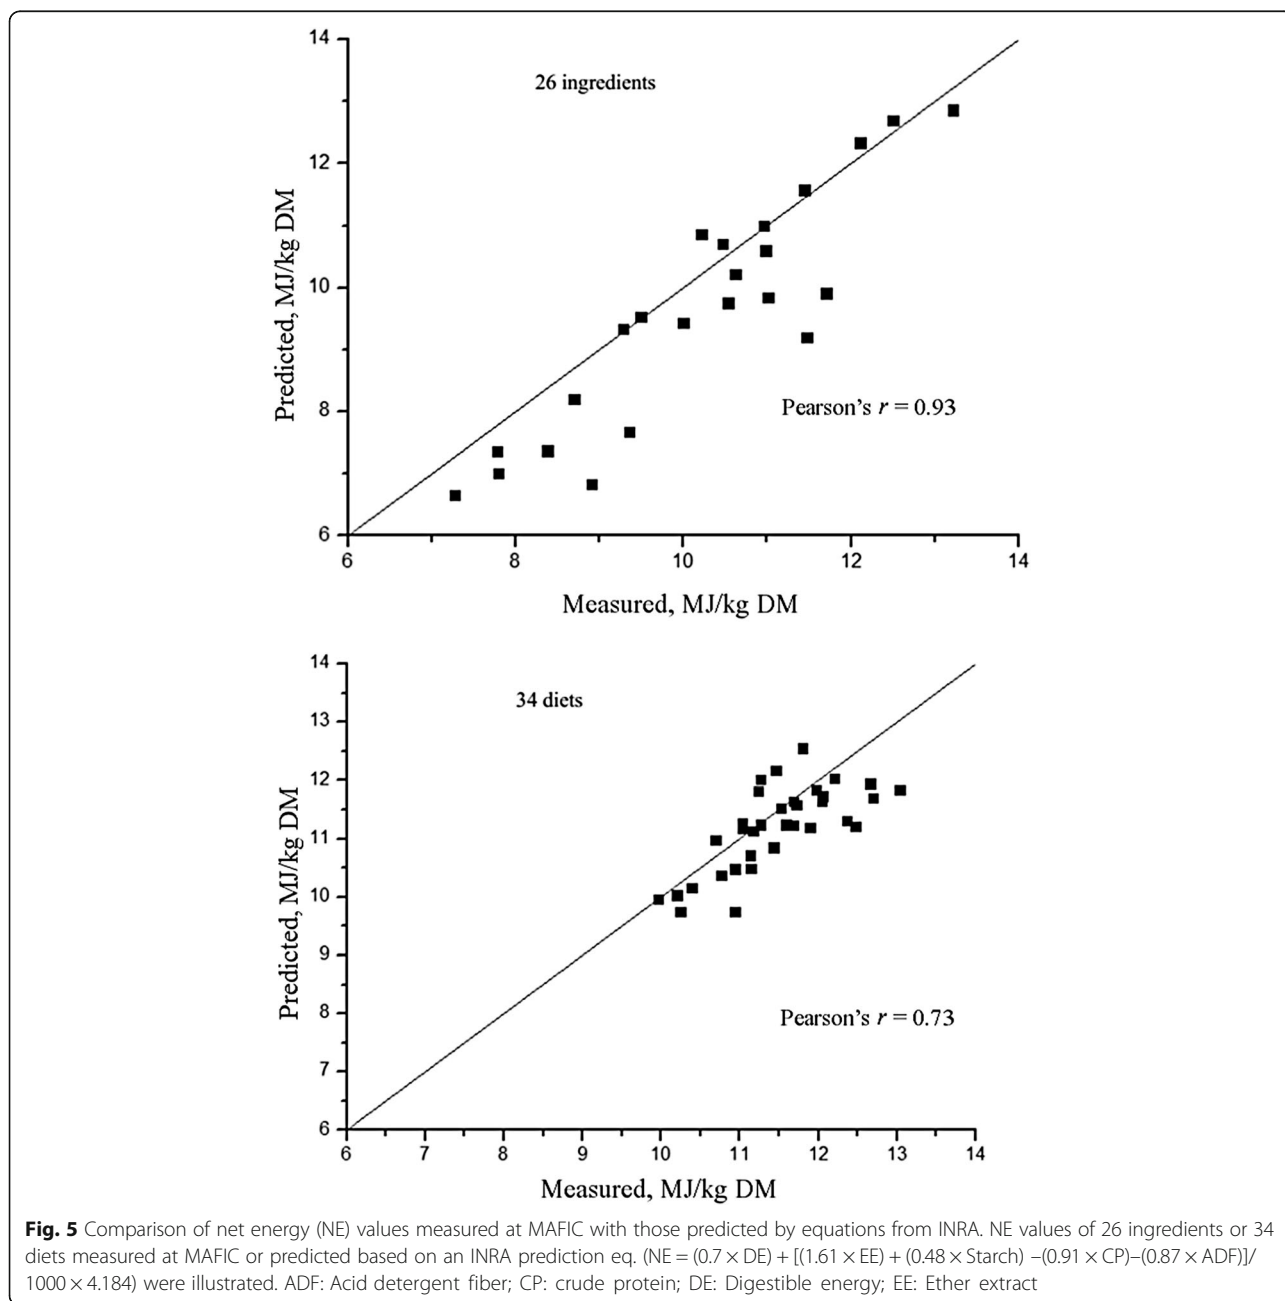 14
26 ingredients
12
Predicted, MJ/kg DM
10
Pearson's r = 0.93
8
6
6 8 10 12 14
Measured, MJ/kg DM
14
34 diets
13
12
Predicted, MJ/kg DM
11
10
9
Pearson's r = 0.73
8
7
6
6 7 8 9 10 11 12 13 14
Measured, MJ/kg DM
Fig. 5 Comparison of net energy (NE) values measured at MAFIC with those predicted by equations from INRA. NE values of 26 ingredients or 34
diets measured at MAFIC or predicted based on an INRA prediction eq. (NE = (0.7 × DE) + [(1.61 × EE) + (0.48 × Starch) –(0.91 × CP)–(0.87 × ADF)]/
1000 × 4.184) were illustrated. ADF: Acid detergent fiber; CP: crude protein; DE: Digestible energy; EE: Ether extract